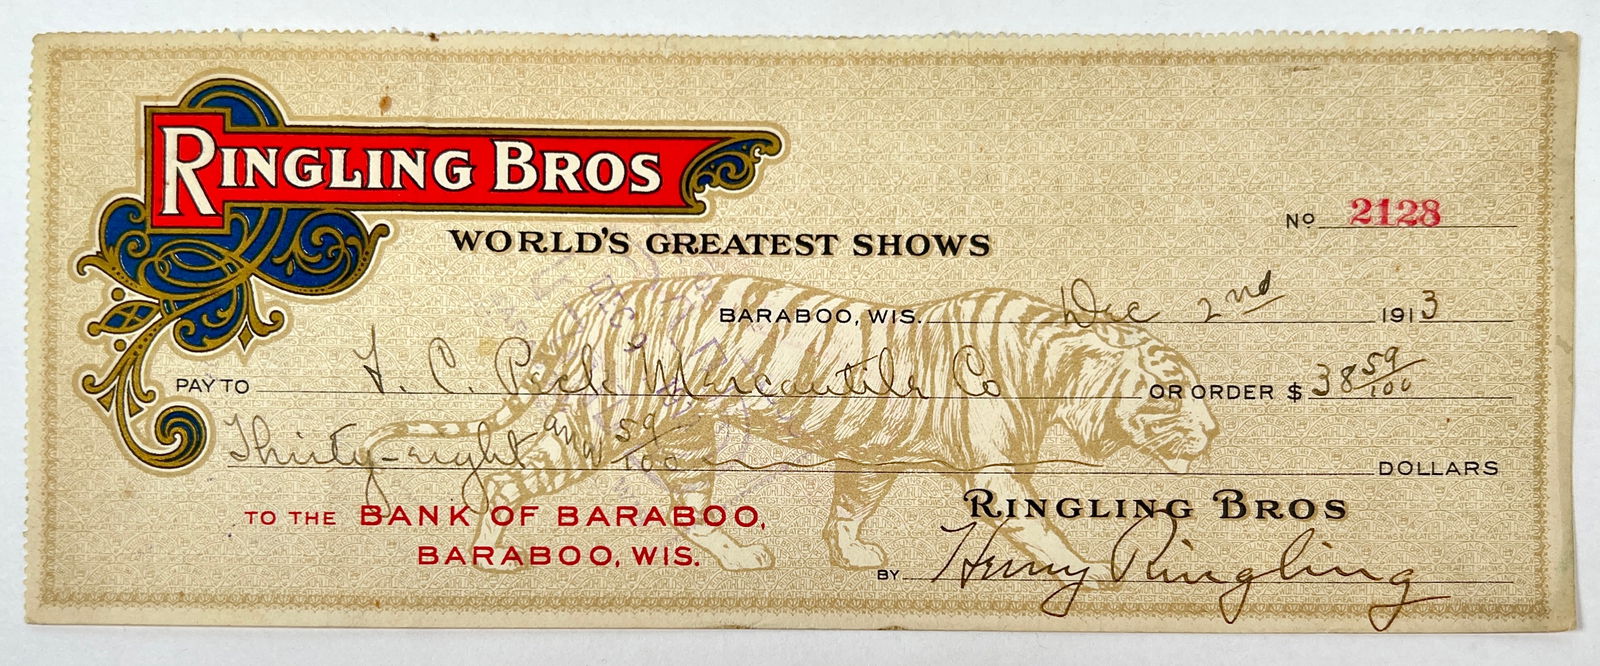 RINGLING BROS
WORLD'S GREATEST SHOWS
No 2128
BARABOO, WIS. Dec 2nd 1913
PAY TO F. C. Peck Mercantile Co OR ORDER $ 38 59/100
Thirty-eight and 59/100 DOLLARS
TO THE BANK OF BARABOO,
BARABOO, WIS.
RINGLING BROS
BY Henry Ringling